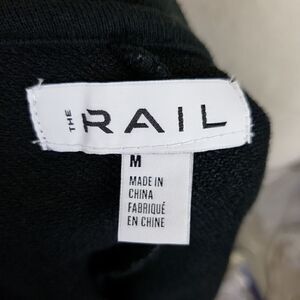 THE RAIL
M
MADE IN
CHINA
FABRIQUÉ
EN CHINE